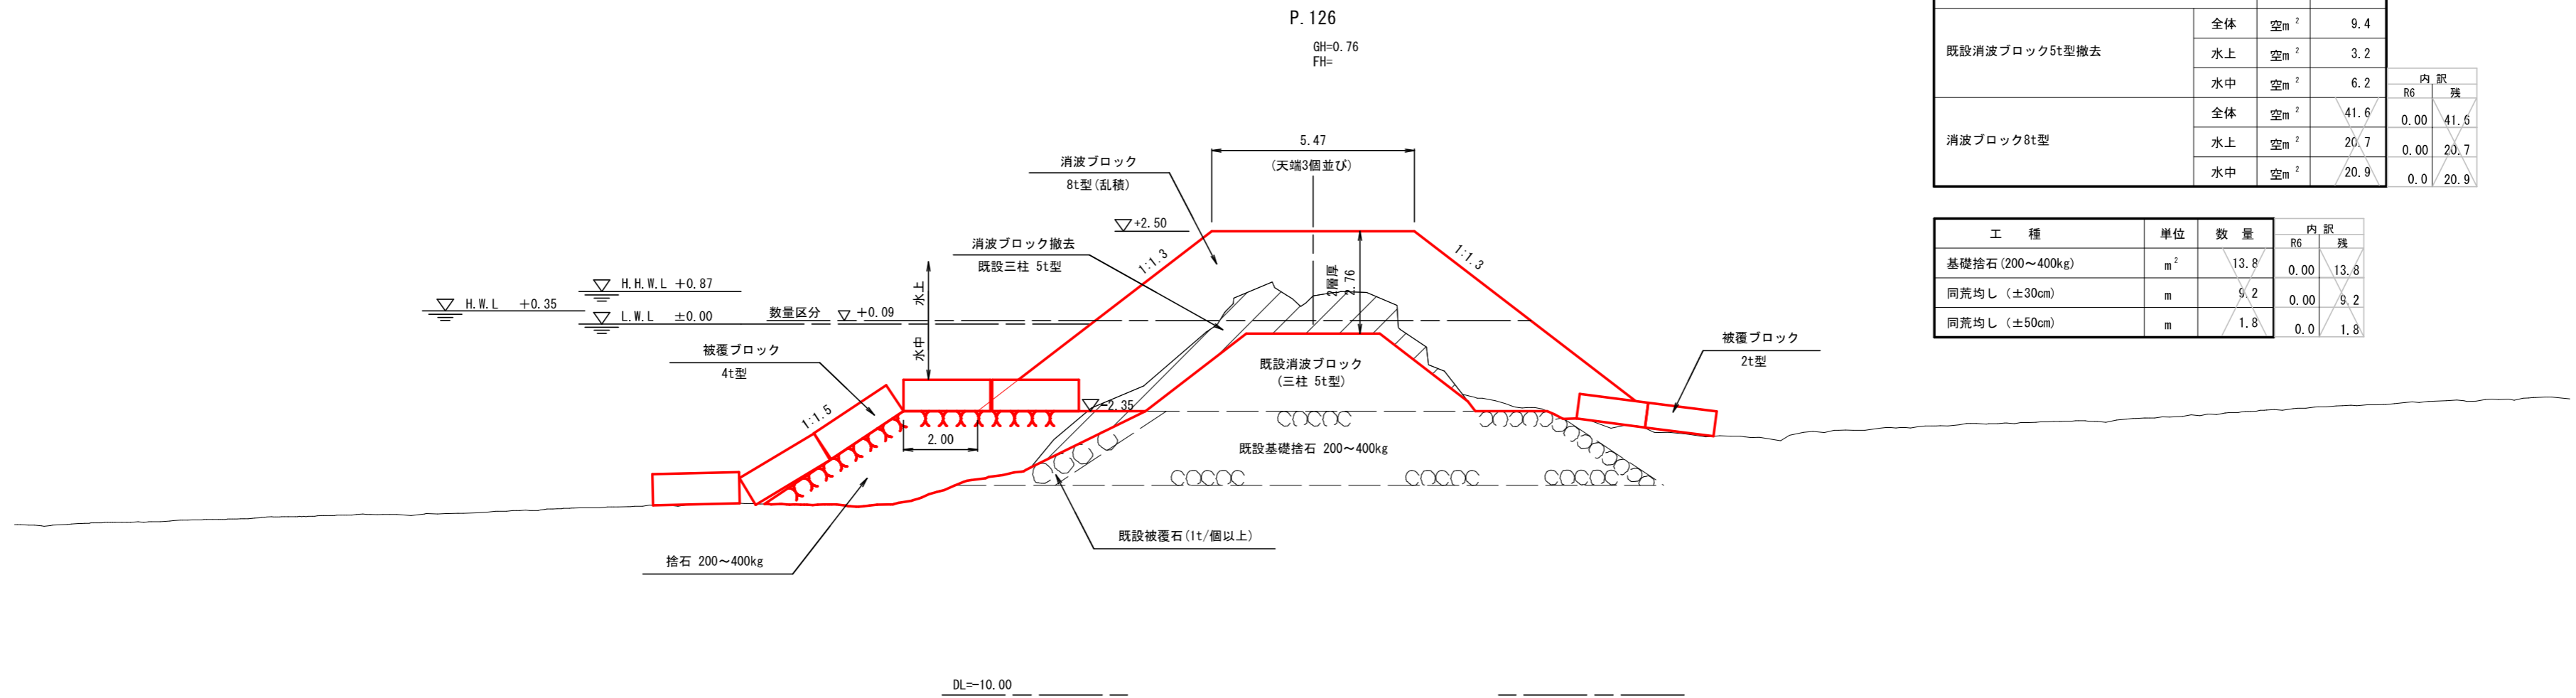 P.126
GH=0.76
FH=
5.47
(天端3個並び)
消波ブロック
8t型(乱積)
+2.50
消波ブロック撤去
既設三柱 5t型
1:1.3
1:1.3
2層厚
2.76
H.H.W.L +0.87
H.W.L +0.35
L.W.L ±0.00
数量区分 +0.09
水上
水中
被覆ブロック
4t型
1:1.5
2.00
-2.35
既設消波ブロック
(三柱 5t型)
既設基礎捨石 200〜400kg
被覆ブロック
2t型
既設被覆石(1t/個以上)
捨石 200〜400kg
DL=-10.00
既設消波ブロック5t型撤去
全体 空m2 9.4
水上 空m2 3.2
水中 空m2 6.2
内 訳
R6 残
消波ブロック8t型
全体 空m2 41.6 0.00 41.6
水上 空m2 20.7 0.00 20.7
水中 空m2 20.9 0.0 20.9
工 種 単位 数 量 内 訳
R6 残
基礎捨石(200〜400kg) m2 13.8 0.00 13.8
同荒均し (±30cm) m 9.2 0.00 9.2
同荒均し (±50cm) m 1.8 0.0 1.8